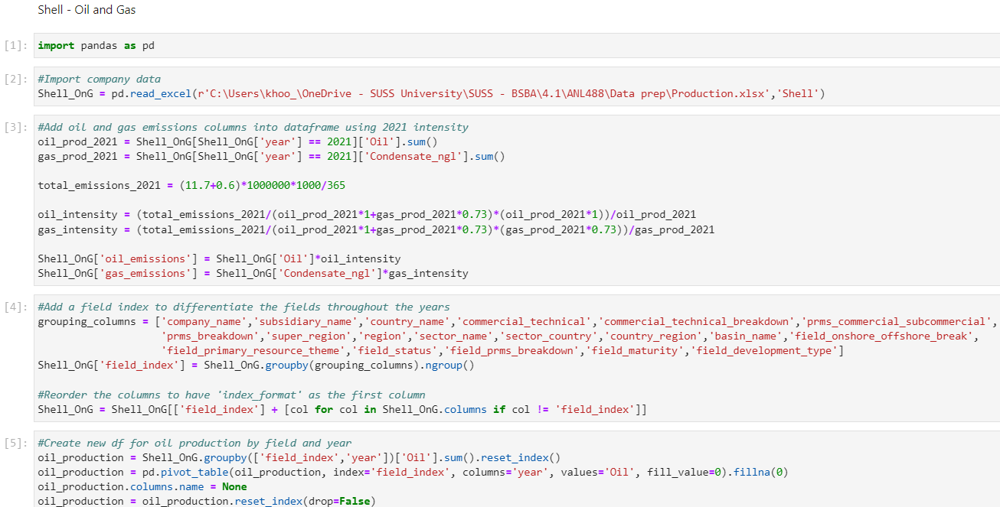 Shell - Oil and Gas
[1]: import pandas as pd
[2]: #Import company data
Shell_OnG = pd.read_excel(r'C:\Users\khoo_\OneDrive - SUSS University\SUSS - BSBA\4.1\ANL488\Data prep\Production.xlsx','Shell')
[3]: #Add oil and gas emissions columns into dataframe using 2021 intensity
oil_prod_2021 = Shell_OnG[Shell_OnG['year'] == 2021]['Oil'].sum()
gas_prod_2021 = Shell_OnG[Shell_OnG['year'] == 2021]['Condensate_ngl'].sum()
total_emissions_2021 = (11.7+0.6)*1000000*1000/365
oil_intensity = (total_emissions_2021/(oil_prod_2021*1+gas_prod_2021*0.73)*(oil_prod_2021*1))/oil_prod_2021
gas_intensity = (total_emissions_2021/(oil_prod_2021*1+gas_prod_2021*0.73)*(gas_prod_2021*0.73))/gas_prod_2021
Shell_OnG['oil_emissions'] = Shell_OnG['Oil']*oil_intensity
Shell_OnG['gas_emissions'] = Shell_OnG['Condensate_ngl']*gas_intensity
[4]: #Add a field index to differentiate the fields throughout the years
grouping_columns = ['company_name','subsidiary_name','country_name','commercial_technical','commercial_technical_breakdown','prms_commercial_subcommercial',
'prms_breakdown','super_region','region','sector_name','sector_country','country_region','basin_name','field_onshore_offshore_break',
'field_primary_resource_theme','field_status','field_prms_breakdown','field_maturity','field_development_type']
Shell_OnG['field_index'] = Shell_OnG.groupby(grouping_columns).ngroup()
#Reorder the columns to have 'index_format' as the first column
Shell_OnG = Shell_OnG[['field_index'] + [col for col in Shell_OnG.columns if col != 'field_index']]
[5]: #Create new df for oil production by field and year
oil_production = Shell_OnG.groupby(['field_index','year'])['Oil'].sum().reset_index()
oil_production = pd.pivot_table(oil_production, index='field_index', columns='year', values='Oil', fill_value=0).fillna(0)
oil_production.columns.name = None
oil_production = oil_production.reset_index(drop=False)